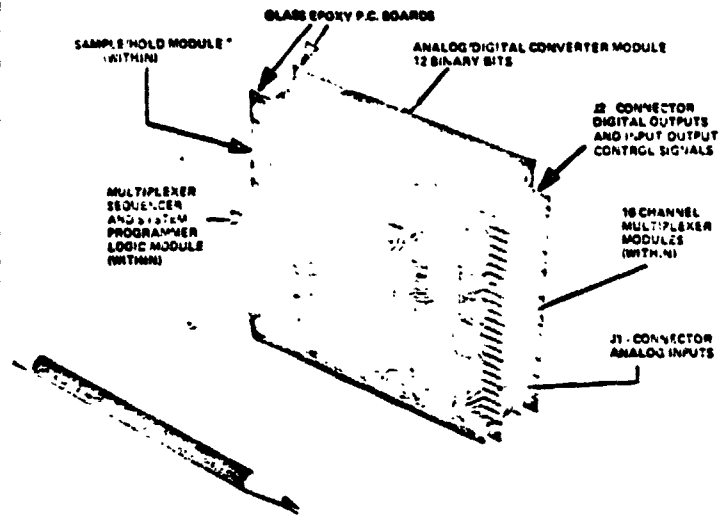 GLASS EPOXY P.C. BOARDS
SAMPLE/HOLD MODULE
(WITHIN)
ANALOG/DIGITAL CONVERTER MODULE
12 BINARY BITS
J2 - CONNECTOR
DIGITAL OUTPUTS
AND INPUT OUTPUT
CONTROL SIGNALS
MULTIPLEXER
SEQUENCER
AND SYSTEM
PROGRAMMER
LOGIC MODULE
(WITHIN)
16 CHANNEL
MULTIPLEXER
MODULES
(WITHIN)
J1 - CONNECTOR
ANALOG INPUTS